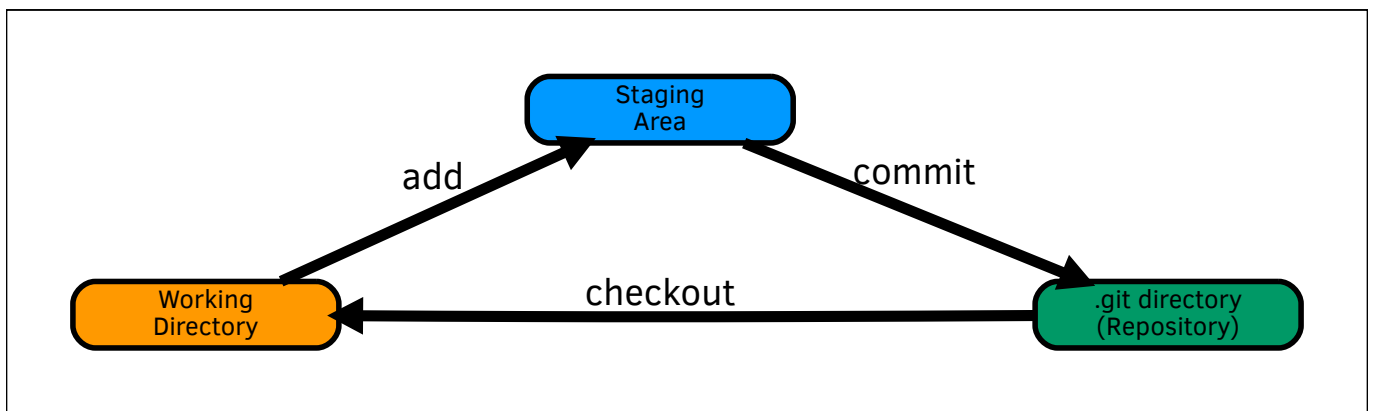 Staging
Area
add
commit
checkout
Working
Directory
.git directory
(Repository)